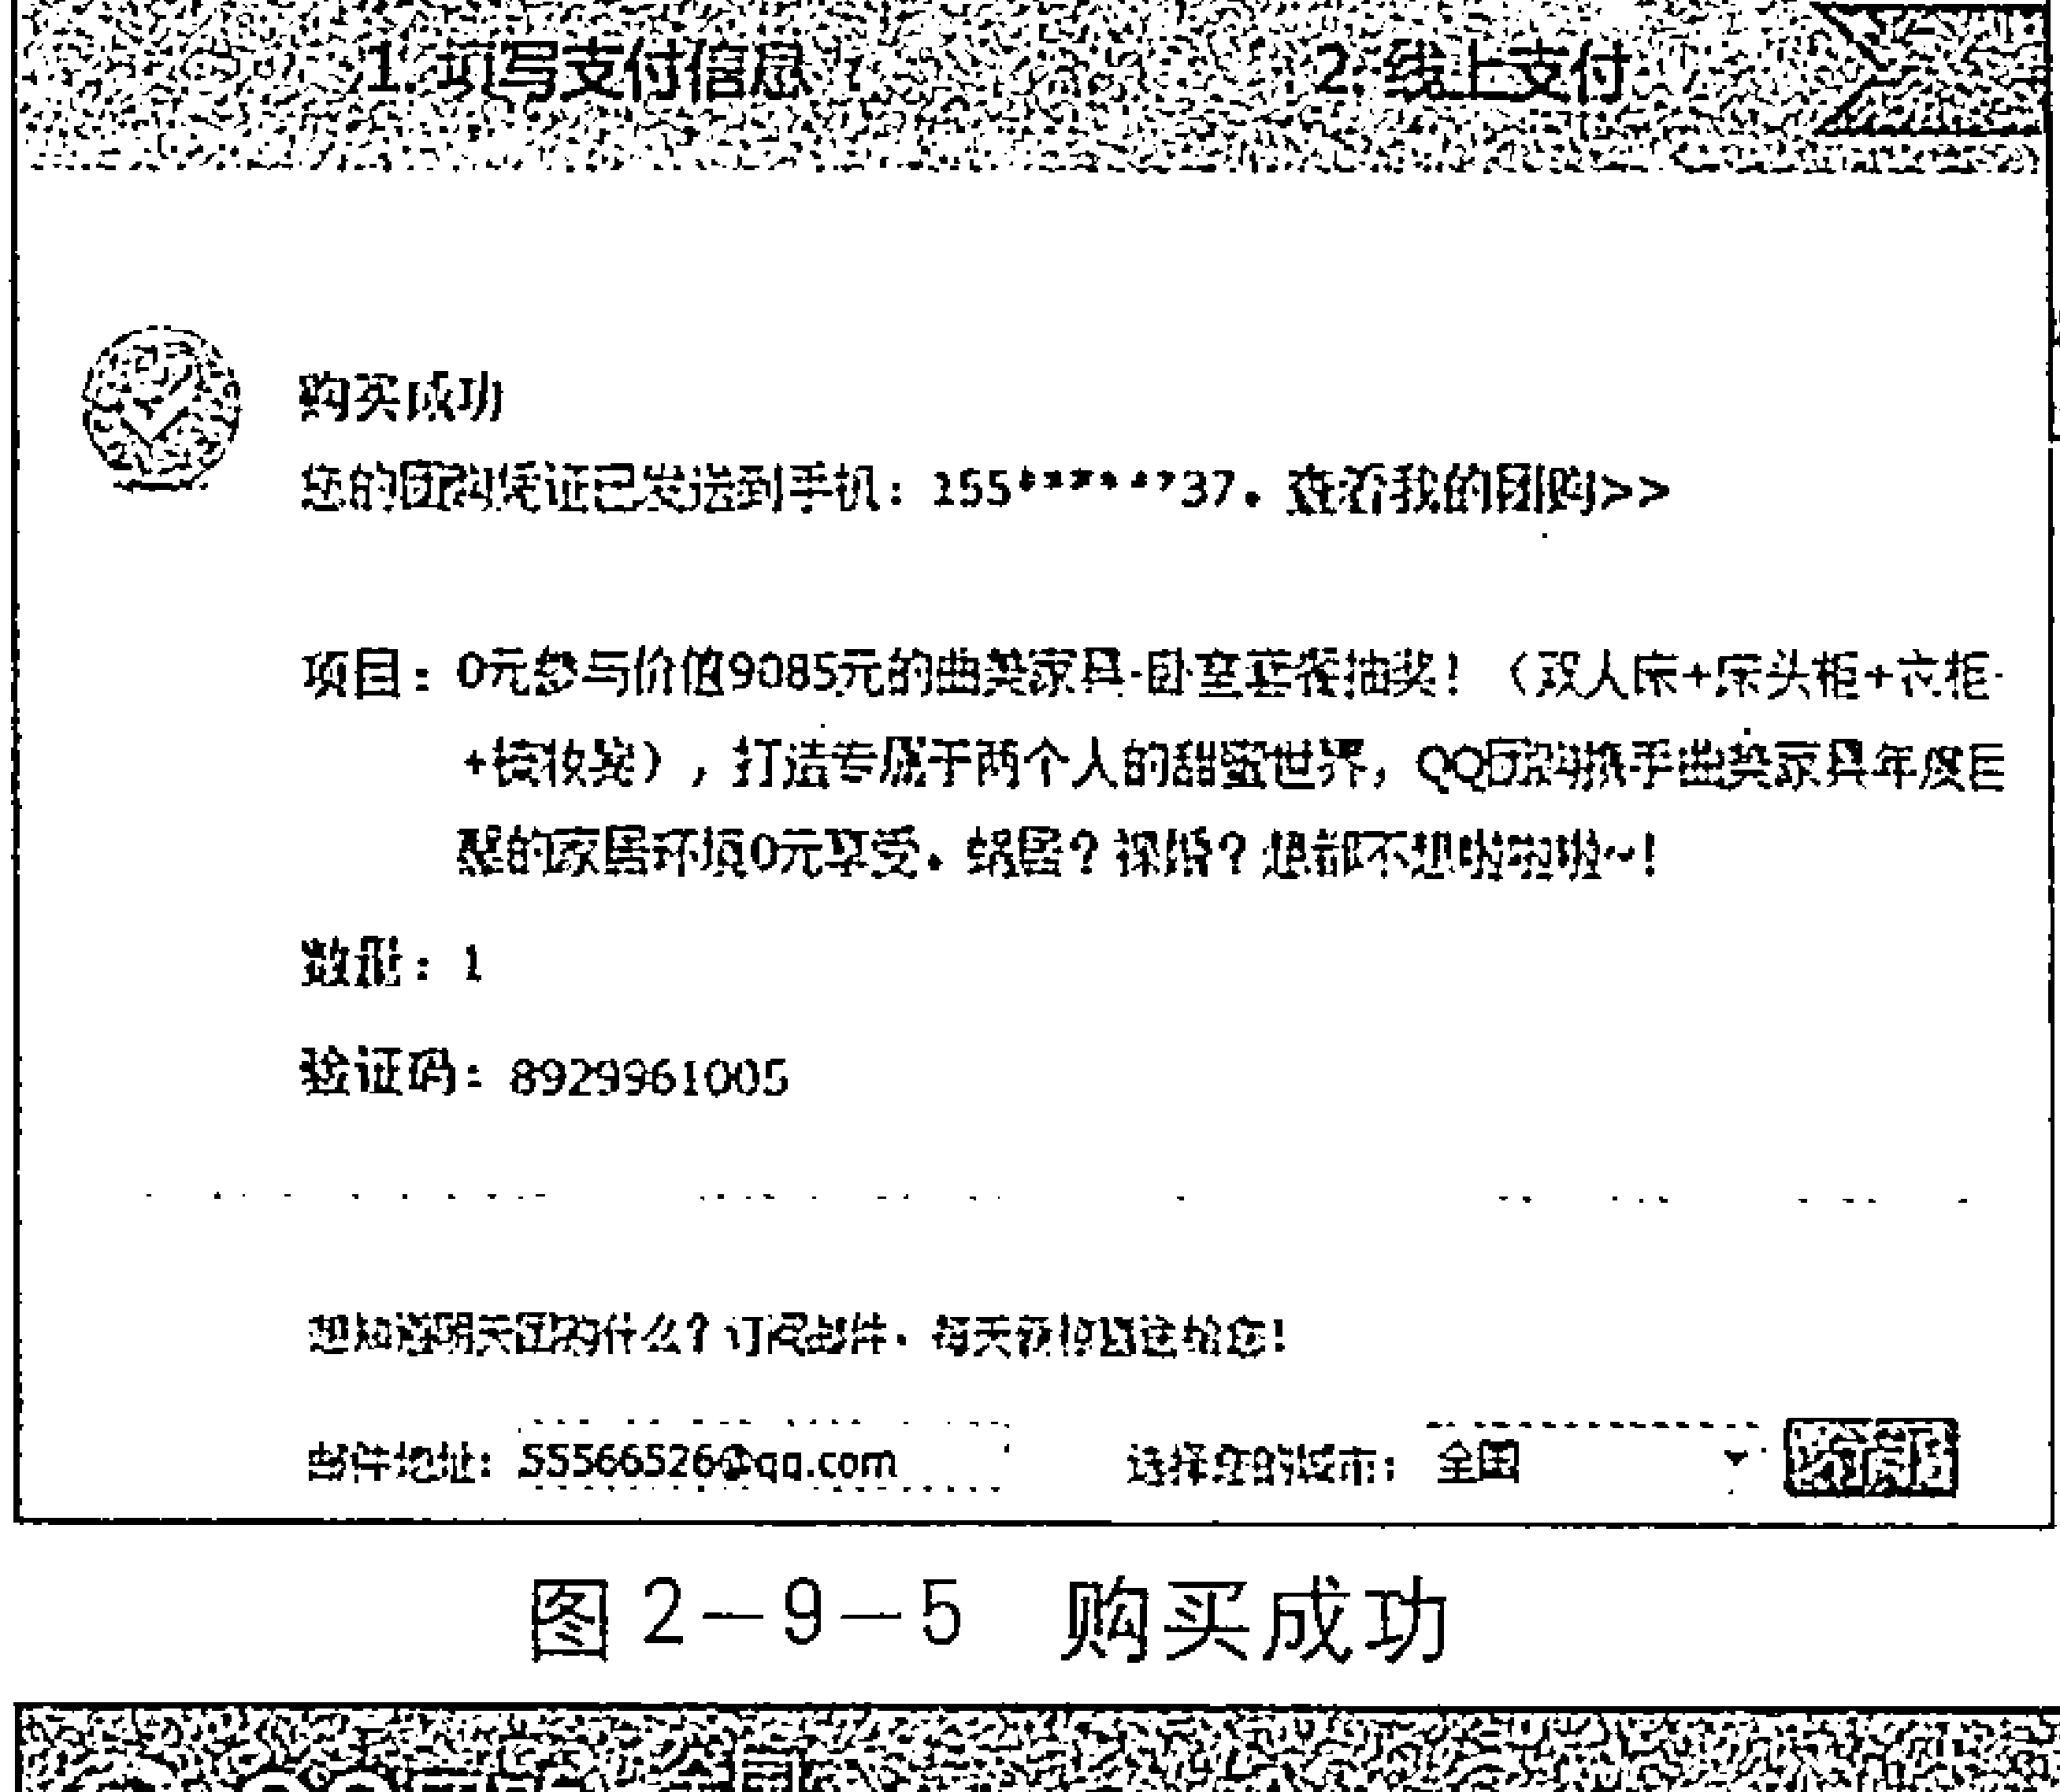 1. 填写支付信息 2. 线上支付
购买成功
您的团购凭证已发送到手机：155******37。查看我的团购>>
项目：0元参与价值9085元的曲美家具-卧室套餐抽奖！（双人床+床头柜+衣柜
+梳妆凳），打造专属于两个人的甜蜜世界，QQ团购携手曲美家具年度巨
的家居环境0元享受。蜗居？裸婚？想都不想啦啦啦~！
数量：1
验证码：8929961005
想知道明天团购什么？订阅邮件，每天给您！
邮件地址：55566526@qq.com 选择您的城市：全国 订阅
图2-9-5 购买成功